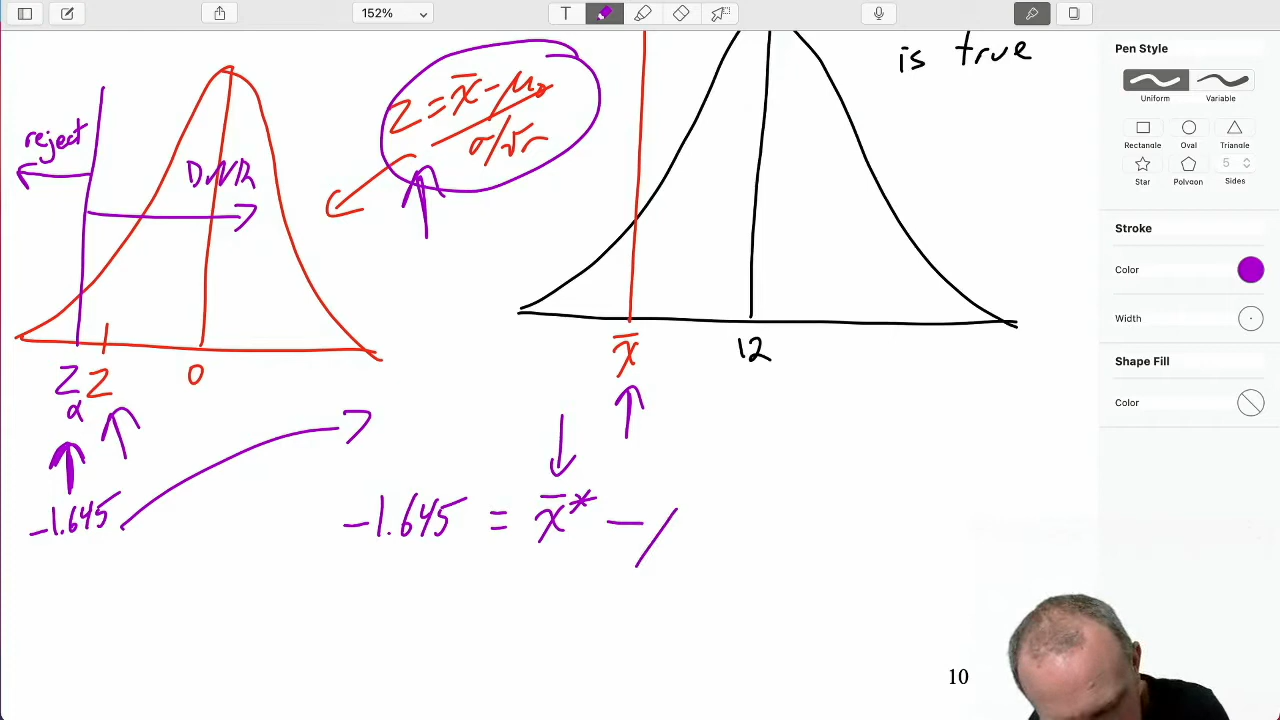 152%
T
is true
reject
DNR
Z = x̄ - μ₀
σ/√n
Z
α
Z
0
x̄
12
-1.645
-1.645 = x̄* -
10
Pen Style
Uniform
Variable
Rectangle
Oval
Triangle
Star
Polygon
5
Sides
Stroke
Color
Width
Shape Fill
Color